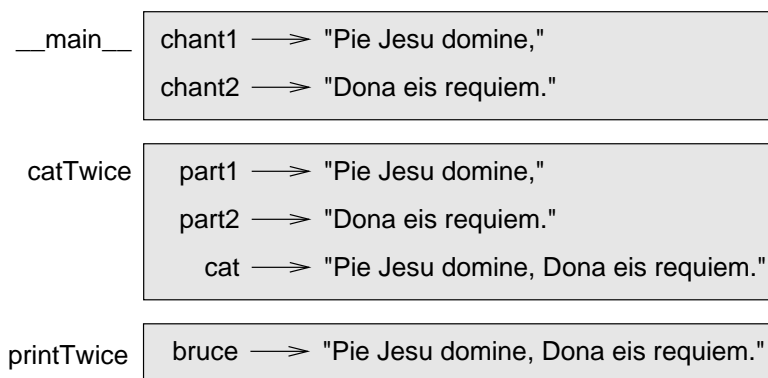 __main__ chant1 "Pie Jesu domine,"
chant2 "Dona eis requiem."
catTwice part1 "Pie Jesu domine,"
part2 "Dona eis requiem."
cat "Pie Jesu domine, Dona eis requiem."
printTwice bruce "Pie Jesu domine, Dona eis requiem."